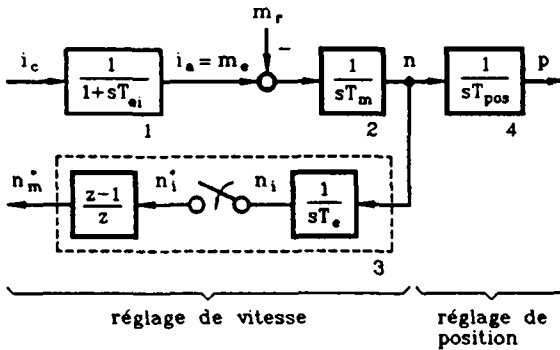 m_r
i_c
1
1+sT_ei
1
i_a = m_e
−
1
sT_m
2
n
1
sT_pos
4
p
n*_m
z−1
z
n*_i
n_i
1
sT_e
3
réglage de vitesse
réglage de
position